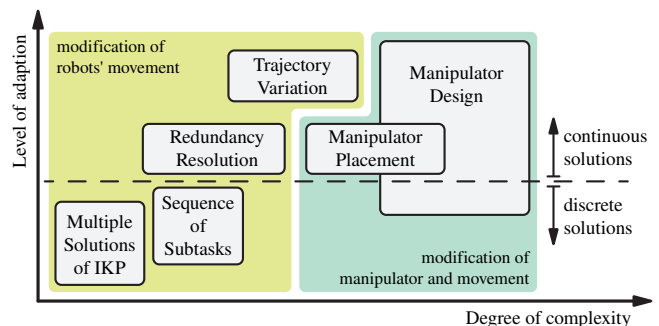 Level of adaption
modification of
robots' movement
Trajectory
Variation
Manipulator
Design
Redundancy
Resolution
Manipulator
Placement
continuous
solutions
Multiple
Solutions
of IKP
Sequence
of
Subtasks
discrete
solutions
modification of
manipulator and movement
Degree of complexity